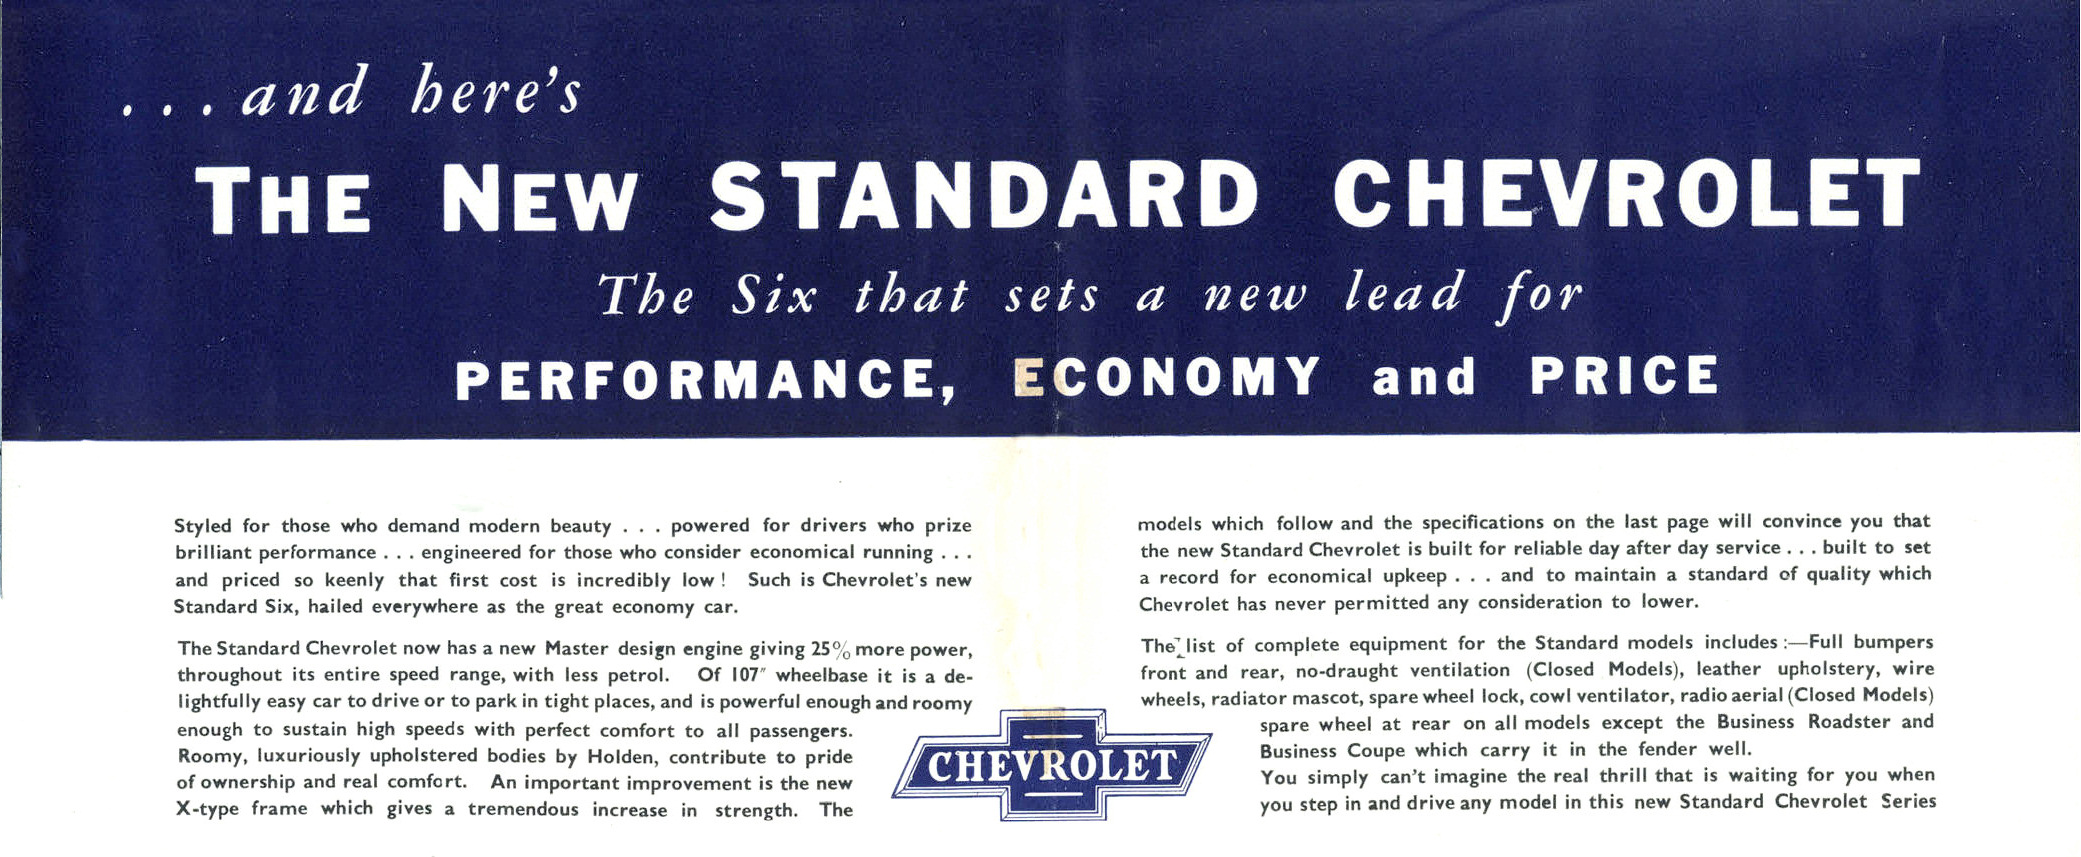 . . . and here's
THE NEW STANDARD CHEVROLET
The Six that sets a new lead for
PERFORMANCE, ECONOMY and PRICE
Styled for those who demand modern beauty . . . powered for drivers who prize
brilliant performance . . . engineered for those who consider economical running . . .
and priced so keenly that first cost is incredibly low ! Such is Chevrolet's new
Standard Six, hailed everywhere as the great economy car.
The Standard Chevrolet now has a new Master design engine giving 25% more power,
throughout its entire speed range, with less petrol. Of 107" wheelbase it is a de-
lightfully easy car to drive or to park in tight places, and is powerful enough and roomy
enough to sustain high speeds with perfect comfort to all passengers.
Roomy, luxuriously upholstered bodies by Holden, contribute to pride
of ownership and real comfort. An important improvement is the new
X-type frame which gives a tremendous increase in strength. The
models which follow and the specifications on the last page will convince you that
the new Standard Chevrolet is built for reliable day after day service . . . built to set
a record for economical upkeep . . . and to maintain a standard of quality which
Chevrolet has never permitted any consideration to lower.
The list of complete equipment for the Standard models includes :—Full bumpers
front and rear, no-draught ventilation (Closed Models), leather upholstery, wire
wheels, radiator mascot, spare wheel lock, cowl ventilator, radio aerial (Closed Models)
spare wheel at rear on all models except the Business Roadster and
Business Coupe which carry it in the fender well.
You simply can't imagine the real thrill that is waiting for you when
you step in and drive any model in this new Standard Chevrolet Series
CHEVROLET